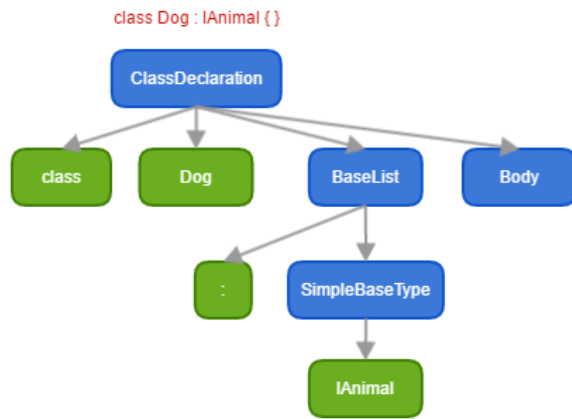 class Dog : IAnimal { }
ClassDeclaration
class Dog BaseList Body
: SimpleBaseType
IAnimal